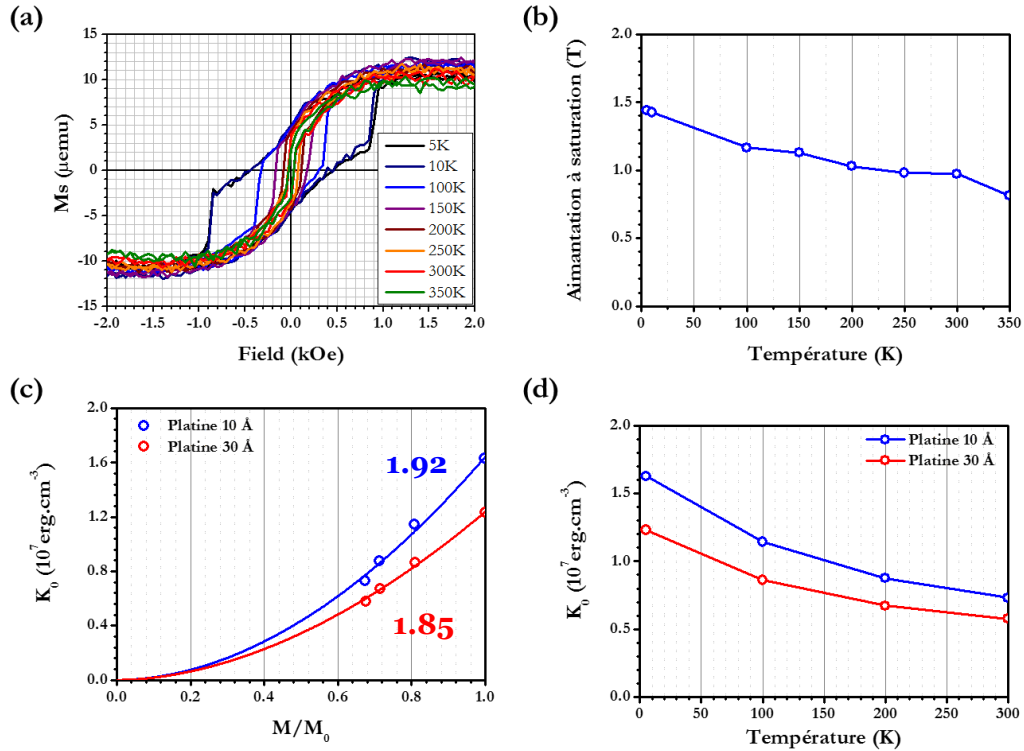 (a)
15
10
5
0
-5
-10
-15
Ms (µemu)
-2.0 -1.5 -1.0 -0.5 0.0 0.5 1.0 1.5 2.0
Field (kOe)
5K
10K
100K
150K
200K
250K
300K
350K
(b)
2.0
1.5
1.0
0.5
0.0
Aimantation à saturation (T)
0 50 100 150 200 250 300 350
Température (K)
(c)
2.0
1.6
1.2
0.8
0.4
0.0
K₀ (10⁷ erg.cm⁻³)
Platine 10 Å
Platine 30 Å
1.92
1.85
0.0 0.2 0.4 0.6 0.8 1.0
M/M₀
(d)
2.0
1.5
1.0
0.5
0.0
K₀ (10⁷ erg.cm⁻³)
Platine 10 Å
Platine 30 Å
0 50 100 150 200 250 300
Température (K)